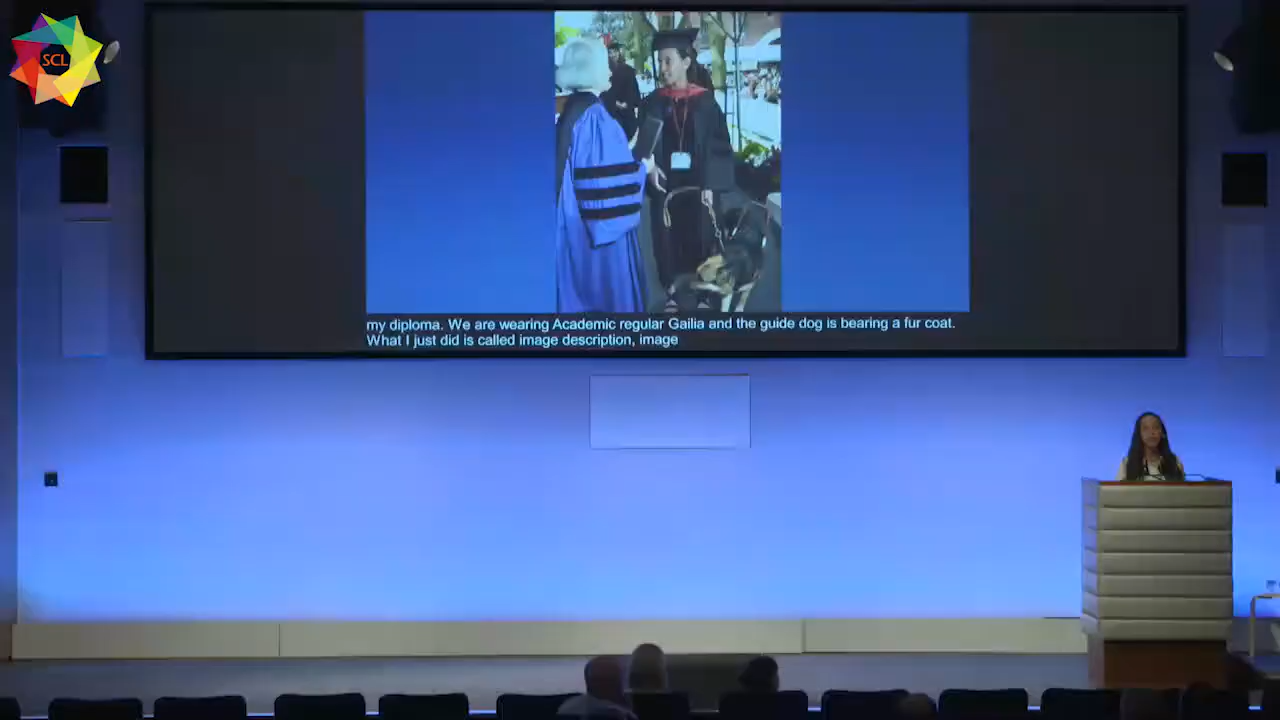 SCL
my diploma. We are wearing Academic regular Gailia and the guide dog is bearing a fur coat.
What I just did is called image description, image